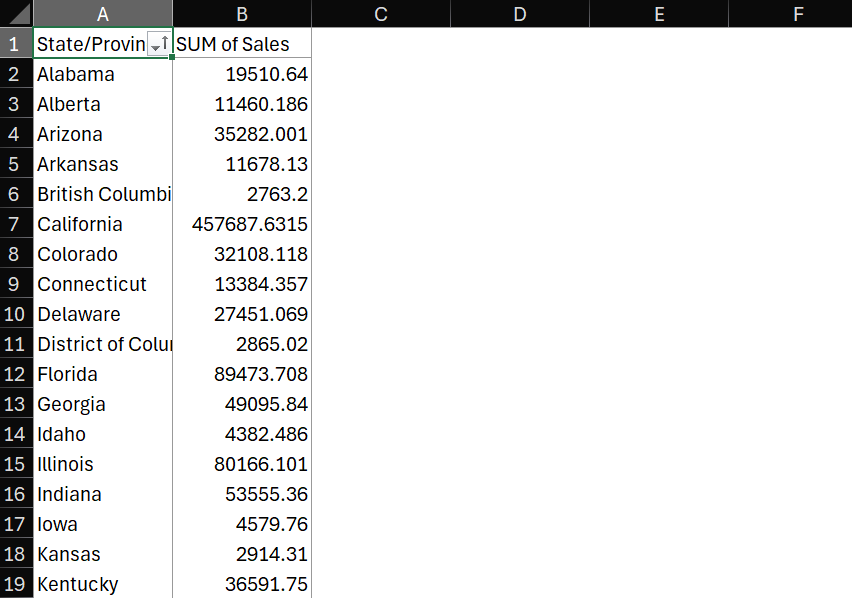 A B C D E F
1 State/Provin SUM of Sales
2 Alabama 19510.64
3 Alberta 11460.186
4 Arizona 35282.001
5 Arkansas 11678.13
6 British Columbi 2763.2
7 California 457687.6315
8 Colorado 32108.118
9 Connecticut 13384.357
10 Delaware 27451.069
11 District of Colu 2865.02
12 Florida 89473.708
13 Georgia 49095.84
14 Idaho 4382.486
15 Illinois 80166.101
16 Indiana 53555.36
17 Iowa 4579.76
18 Kansas 2914.31
19 Kentucky 36591.75